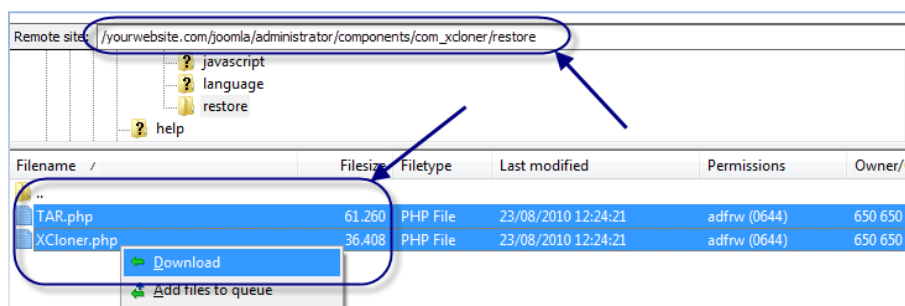 Remote site: /yourwebsite.com/joomla/administrator/components/com_xcloner/restore
javascript
language
restore
help
Filename / Filesize Filetype Last modified Permissions Owner/
..
TAR.php 61.260 PHP File 23/08/2010 12:24:21 adfrw (0644) 650 650
XCloner.php 36.408 PHP File 23/08/2010 12:24:21 adfrw (0644) 650 650
Download
Add files to queue